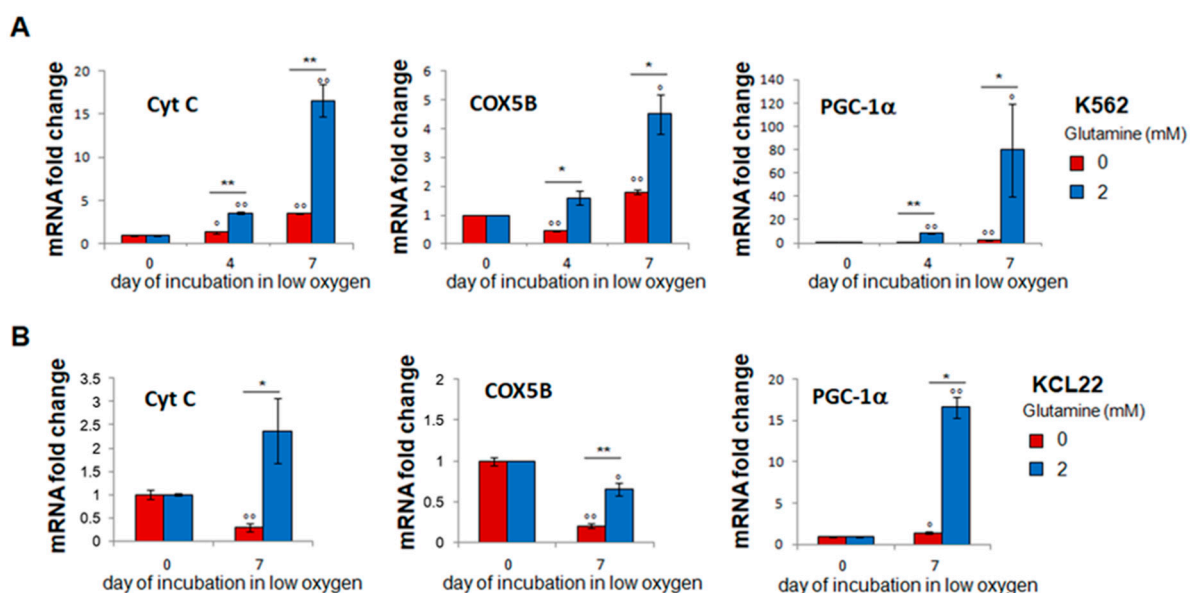 A
mRNA fold change
20
15
10
5
0
Cyt C
**
°°
**
°°
°
°°
0 4 7
day of incubation in low oxygen
mRNA fold change
6
5
4
3
2
1
0
COX5B
*
°
*
°°
°°
0 4 7
day of incubation in low oxygen
mRNA fold change
140
120
100
80
60
40
20
0
PGC-1α
*
°
**
°°
°°
0 4 7
day of incubation in low oxygen
K562
Glutamine (mM)
0
2
B
mRNA fold change
3.5
3
2.5
2
1.5
1
0.5
0
Cyt C
*
°°
0 7
day of incubation in low oxygen
mRNA fold change
2
1.5
1
0.5
0
COX5B
**
°
°°
0 7
day of incubation in low oxygen
mRNA fold change
20
15
10
5
0
PGC-1α
*
°°
°
0 7
day of incubation in low oxygen
KCL22
Glutamine (mM)
0
2